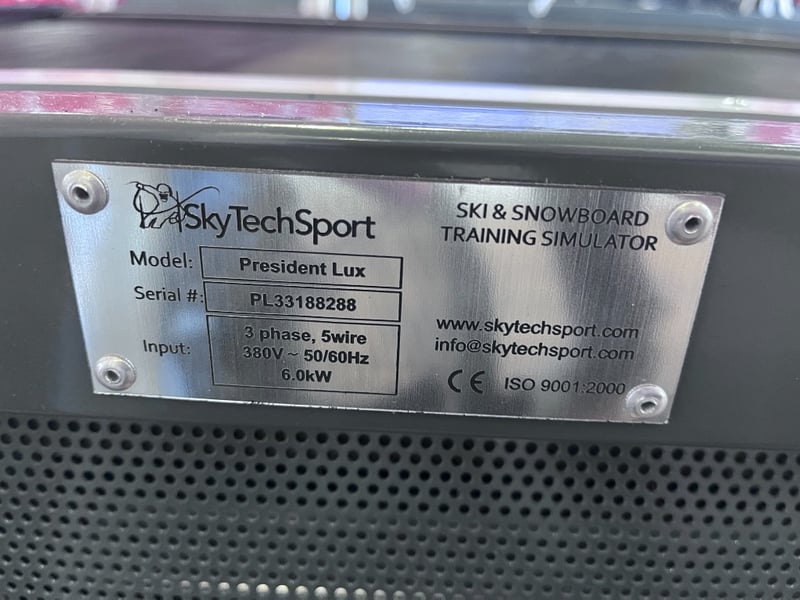 SkyTechSport
Model: President Lux
Serial #: PL33188288
Input: 3 phase, 5wire
380V ~ 50/60Hz
6.0kW
SKI & SNOWBOARD
TRAINING SIMULATOR
www.skytechsport.com
info@skytechsport.com
CE ISO 9001:2000